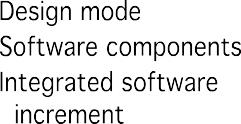 Design mode
Software components
Integrated software
increment